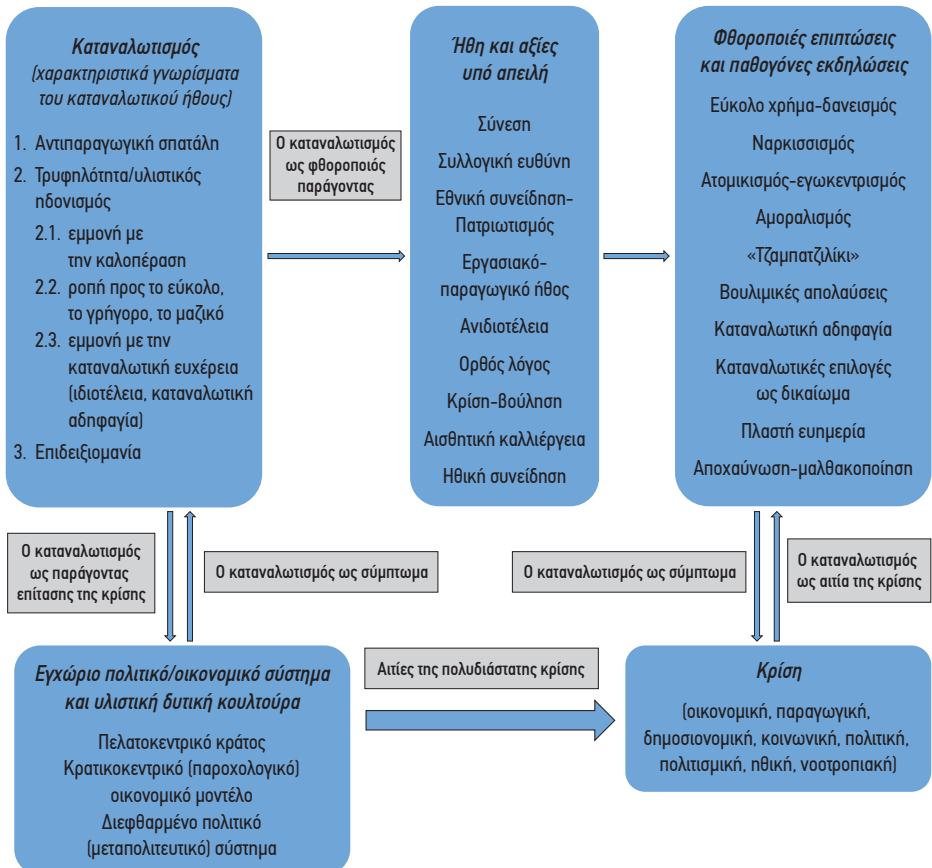 Καταναλωτισμός
(χαρακτηριστικά γνωρίσματα
του καταναλωτικού ήθους)
1. Αντιπαραγωγική σπατάλη
2. Τρυφηλότητα/υλιστικός
ηδονισμός
2.1. εμμονή με
την καλοπέραση
2.2. ροπή προς το εύκολο,
το γρήγορο, το μαζικό
2.3. εμμονή με την
καταναλωτική ευχέρεια
(ιδιοτέλεια, καταναλωτική
αδηφαγία)
3. Επιδειξιομανία
Ο καταναλωτισμός
ως φθοροποιός
παράγοντας
Ήθη και αξίες
υπό απειλή
Σύνεση
Συλλογική ευθύνη
Εθνική συνείδηση-
Πατριωτισμός
Εργασιακό-
παραγωγικό ήθος
Ανιδιοτέλεια
Ορθός λόγος
Κρίση-βούληση
Αισθητική καλλιέργεια
Ηθική συνείδηση
Φθοροποιές επιπτώσεις
και παθογόνες εκδηλώσεις
Εύκολο χρήμα-δανεισμός
Ναρκισσισμός
Ατομικισμός-εγωκεντρισμός
Αμοραλισμός
«Τζαμπατζιλίκι»
Βουλιμικές απολαύσεις
Καταναλωτική αδηφαγία
Καταναλωτικές επιλογές
ως δικαίωμα
Πλαστή ευημερία
Αποχαύνωση-μαλθακοποίηση
Ο καταναλωτισμός
ως παράγοντας
επίτασης της κρίσης
Ο καταναλωτισμός ως σύμπτωμα
Ο καταναλωτισμός ως σύμπτωμα
Ο καταναλωτισμός
ως αιτία της κρίσης
Εγχώριο πολιτικό/οικονομικό σύστημα
και υλιστική δυτική κουλτούρα
Πελατοκεντρικό κράτος
Κρατικοκεντρικό (παροχολογικό)
οικονομικό μοντέλο
Διεφθαρμένο πολιτικό
(μεταπολιτευτικό) σύστημα
Αιτίες της πολυδιάστατης κρίσης
Κρίση
(οικονομική, παραγωγική,
δημοσιονομική, κοινωνική, πολιτική,
πολιτισμική, ηθική, νοοτροπιακή)